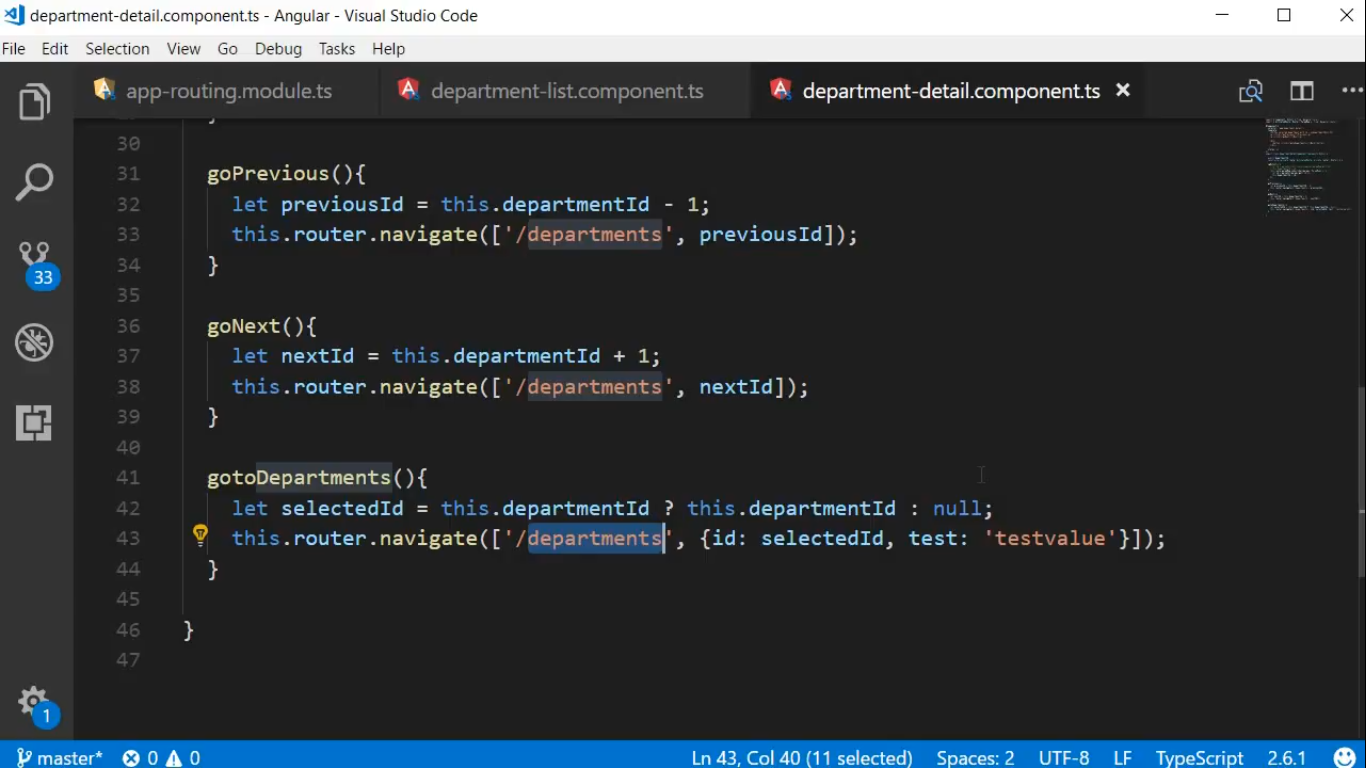 department-detail.component.ts - Angular - Visual Studio Code
File Edit Selection View Go Debug Tasks Help
app-routing.module.ts department-list.component.ts department-detail.component.ts
30
31 goPrevious(){
32 let previousId = this.departmentId - 1;
33 this.router.navigate(['/departments', previousId]);
34 }
35
36 goNext(){
37 let nextId = this.departmentId + 1;
38 this.router.navigate(['/departments', nextId]);
39 }
40
41 gotoDepartments(){
42 let selectedId = this.departmentId ? this.departmentId : null;
43 this.router.navigate(['/departments', {id: selectedId, test: 'testvalue'}]);
44 }
45
46 }
47
33
1
master* 0 0 Ln 43, Col 40 (11 selected) Spaces: 2 UTF-8 LF TypeScript 2.6.1